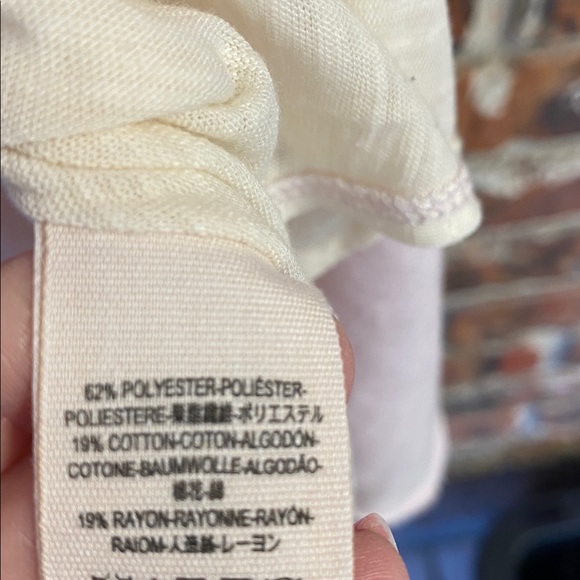 62% POLYESTER-POLIÉSTER-
POLIESTERE-聚酯纖維-ポリエステル
19% COTTON-COTON-ALGODÓN-
COTONE-BAUMWOLLE-ALGODÃO-
棉花-綿
19% RAYON-RAYONNE-RAYÓN-
RAIOM-人造絲-レーヨン